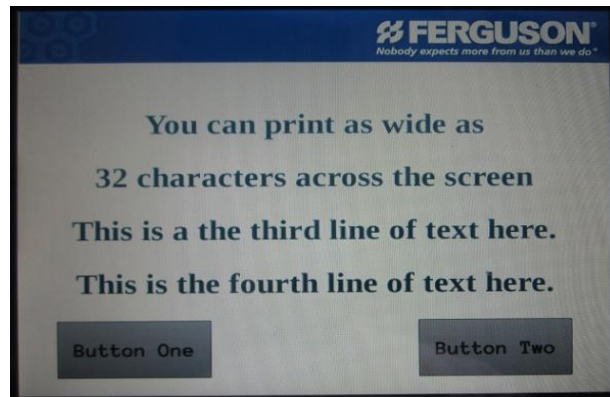 FERGUSON®
Nobody expects more from us than we do®
You can print as wide as
32 characters across the screen
This is a the third line of text here.
This is the fourth line of text here.
Button One
Button Two